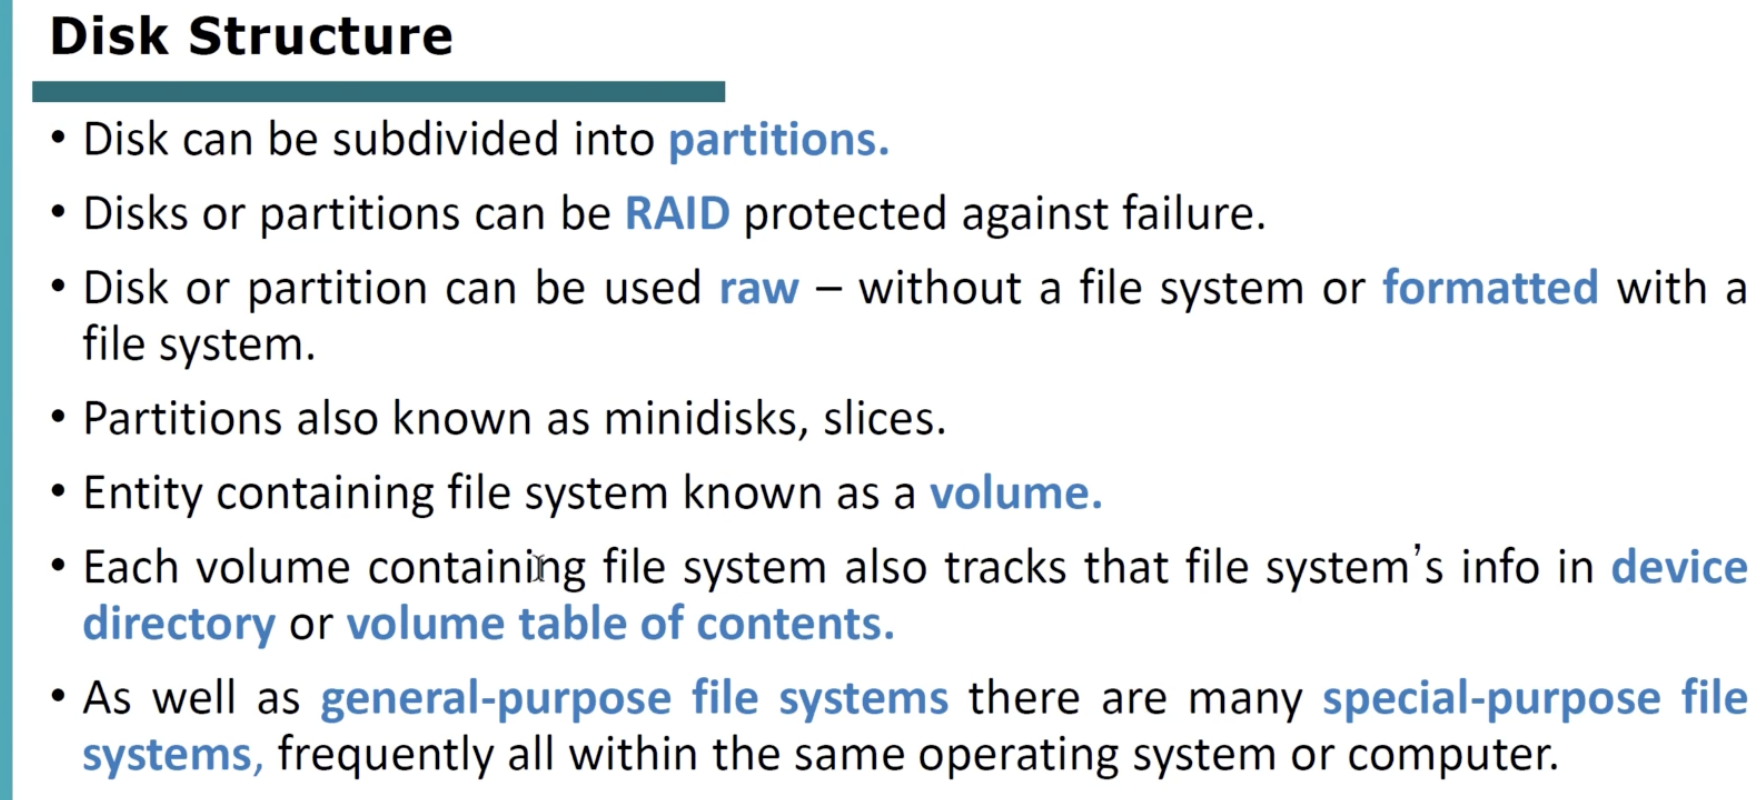 Disk Structure
• Disk can be subdivided into partitions.
• Disks or partitions can be RAID protected against failure.
• Disk or partition can be used raw – without a file system or formatted with a
file system.
• Partitions also known as minidisks, slices.
• Entity containing file system known as a volume.
• Each volume containing file system also tracks that file system’s info in device
directory or volume table of contents.
• As well as general-purpose file systems there are many special-purpose file
systems, frequently all within the same operating system or computer.